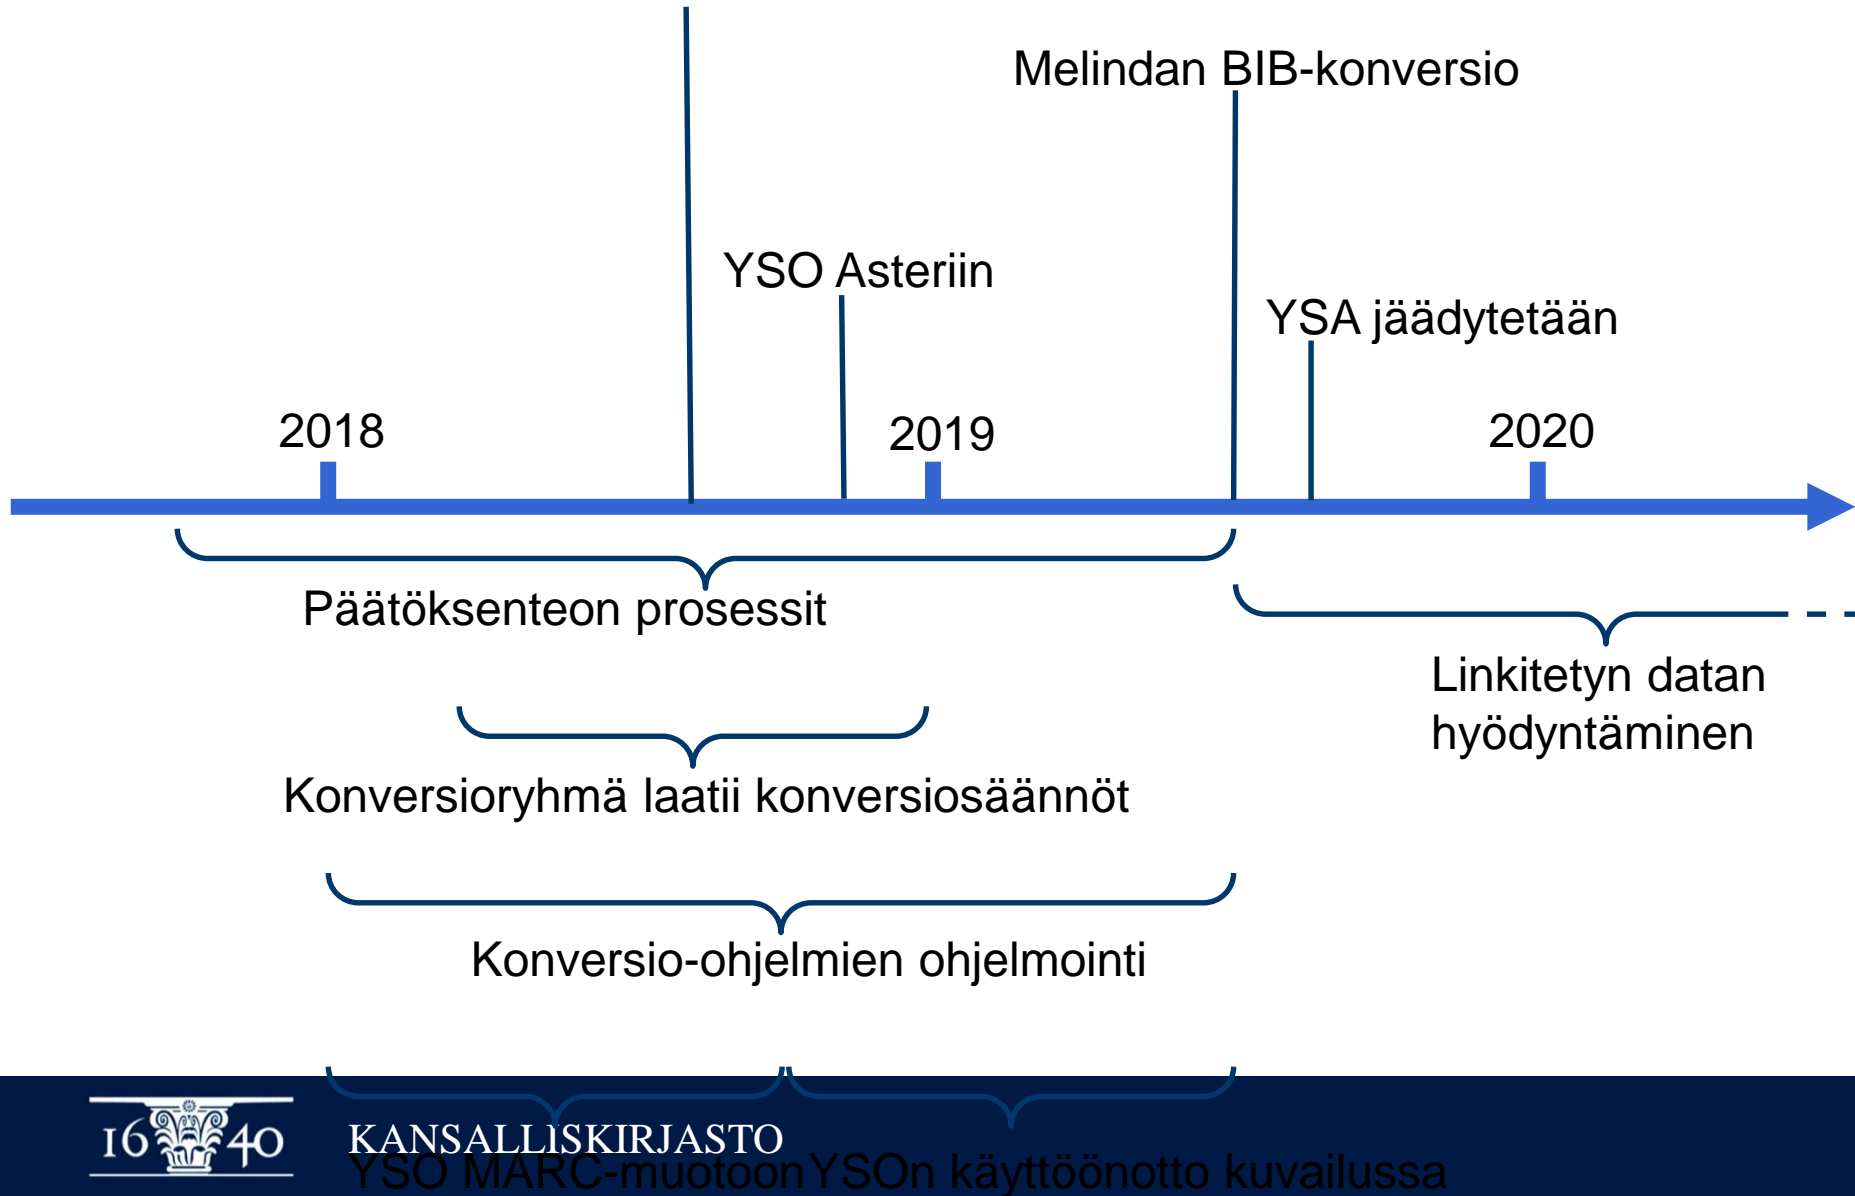 Melindan BIB-konversio
YSO Asteriin
YSA jäädytetään
2018
2019
2020
Päätöksenteon prosessit
Linkitetyn datan
hyödyntäminen
Konversioryhmä laatii konversiosäännöt
Konversio-ohjelmien ohjelmointi
1640
KANSALLISKIRJASTO
YSO MARC-muotoon
YSOn käyttöönotto kuvailussa